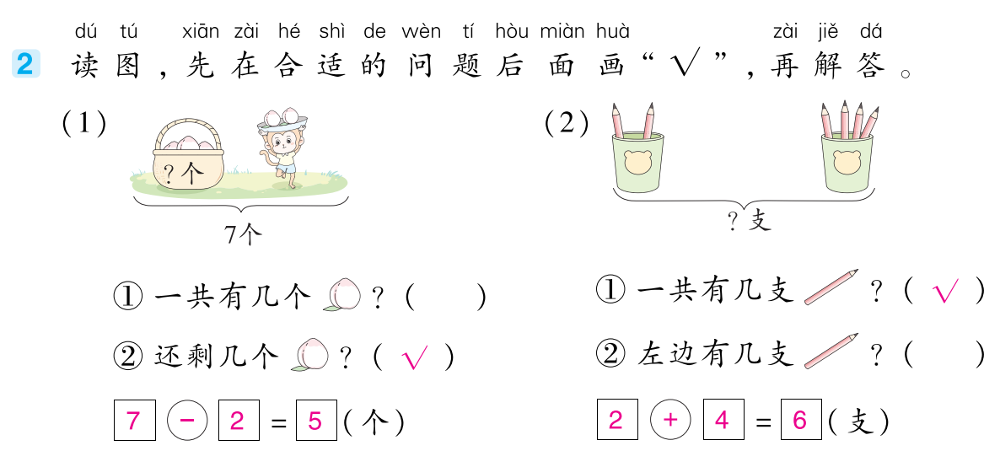 dú tú xiān zài hé shì de wèn tí hòu miàn huà zài jiě dá
2 读图，先在合适的问题后面画“√”，再解答。
(1)
?个
7个
①一共有几个?( )
②还剩几个?( √ )
7 - 2 = 5 (个)
(2)
?支
①一共有几支?( √ )
②左边有几支?( )
2 + 4 = 6 (支)